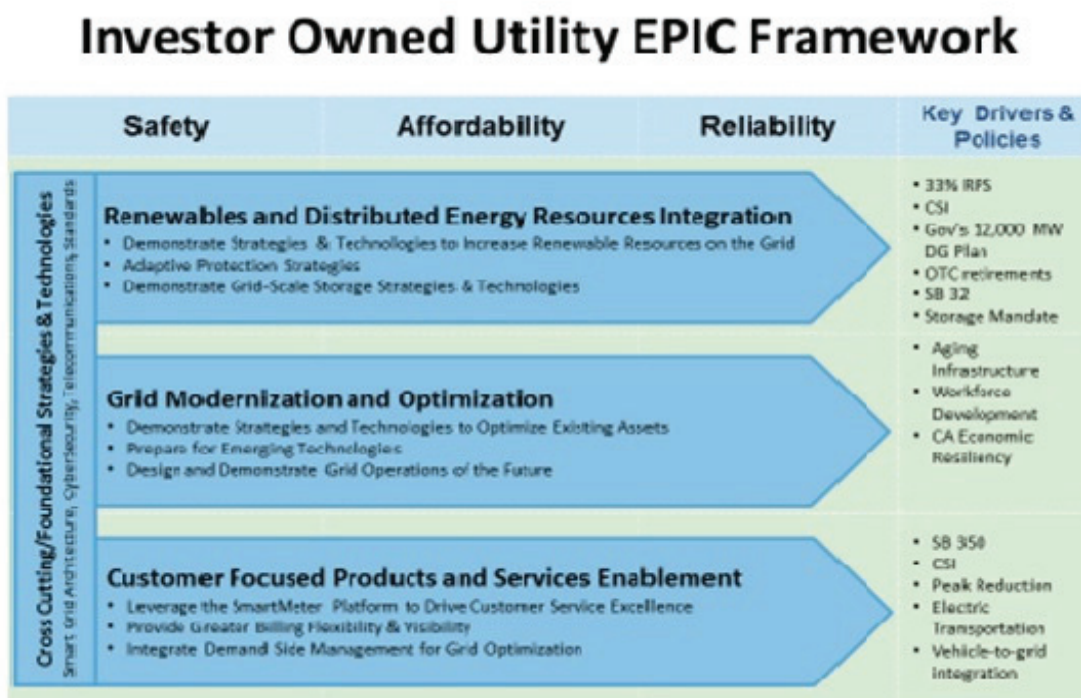 Investor Owned Utility EPIC Framework
Safety
Affordability
Reliability
Key Drivers &
Policies
Cross Cutting/Foundational Strategies & Technologies
Smart Grid Architecture, CyberSecurity, Telecommunications, Standards
Renewables and Distributed Energy Resources Integration
• Demonstrate Strategies & Technologies to Increase Renewable Resources on the Grid
• Adaptive Protection Strategies
• Demonstrate Grid-Scale Storage Strategies & Technologies
• 33% RPS
• CSI
• Gov's 12,000 MW
DG Plan
• OTC retirements
• SB 32
• Storage Mandate
Grid Modernization and Optimization
• Demonstrate Strategies and Technologies to Optimize Existing Assets
• Prepare for Emerging Technologies
• Design and Demonstrate Grid Operations of the Future
• Aging
Infrastructure
• Workforce
Development
• CA Economic
Resiliency
Customer Focused Products and Services Enablement
• Leverage the SmartMeter Platform to Drive Customer Service Excellence
• Provide Greater Billing Flexibility & Visibility
• Integrate Demand Side Management for Grid Optimization
• SB 350
• CSI
• Peak Reduction
• Electric
Transportation
• Vehicle-to-grid
integration